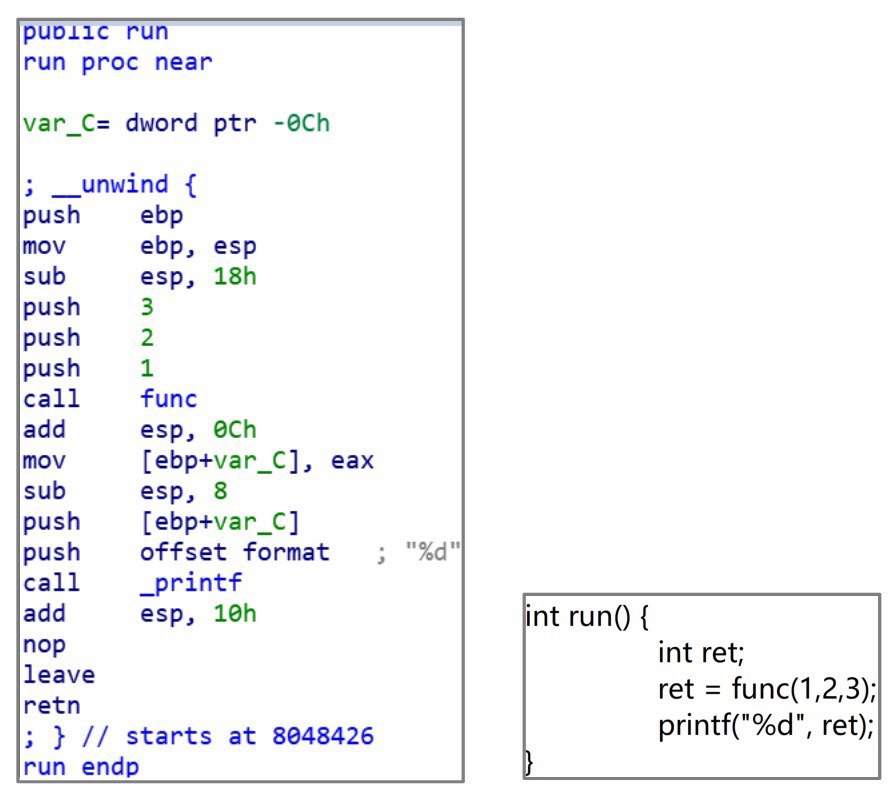 public run
run proc near
var_C= dword ptr -0Ch
; __unwind {
push    ebp
mov     ebp, esp
sub     esp, 18h
push    3
push    2
push    1
call    func
add     esp, 0Ch
mov     [ebp+var_C], eax
sub     esp, 8
push    [ebp+var_C]
push    offset format   ; "%d"
call    _printf
add     esp, 10h
nop
leave
retn
; } // starts at 8048426
run endp
int run() {
int ret;
ret = func(1,2,3);
printf("%d", ret);
}